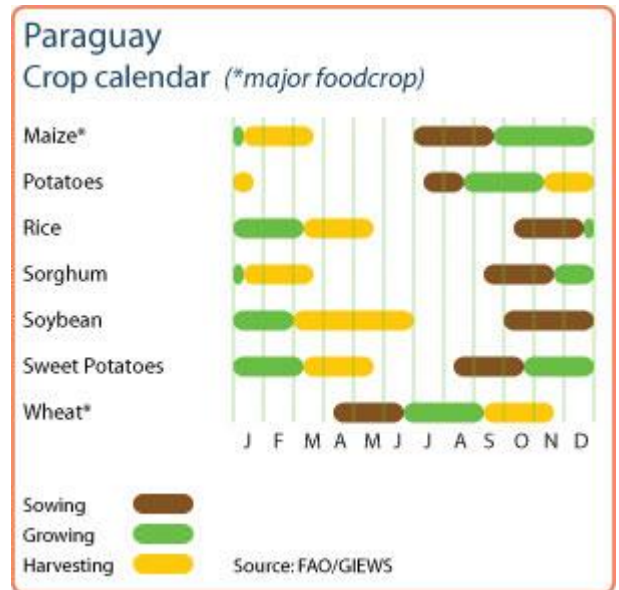 Paraguay
Crop calendar (*major foodcrop)
Maize*
Potatoes
Rice
Sorghum
Soybean
Sweet Potatoes
Wheat*
J F M A M J J A S O N D
Sowing
Growing
Harvesting Source: FAO/GIEWS